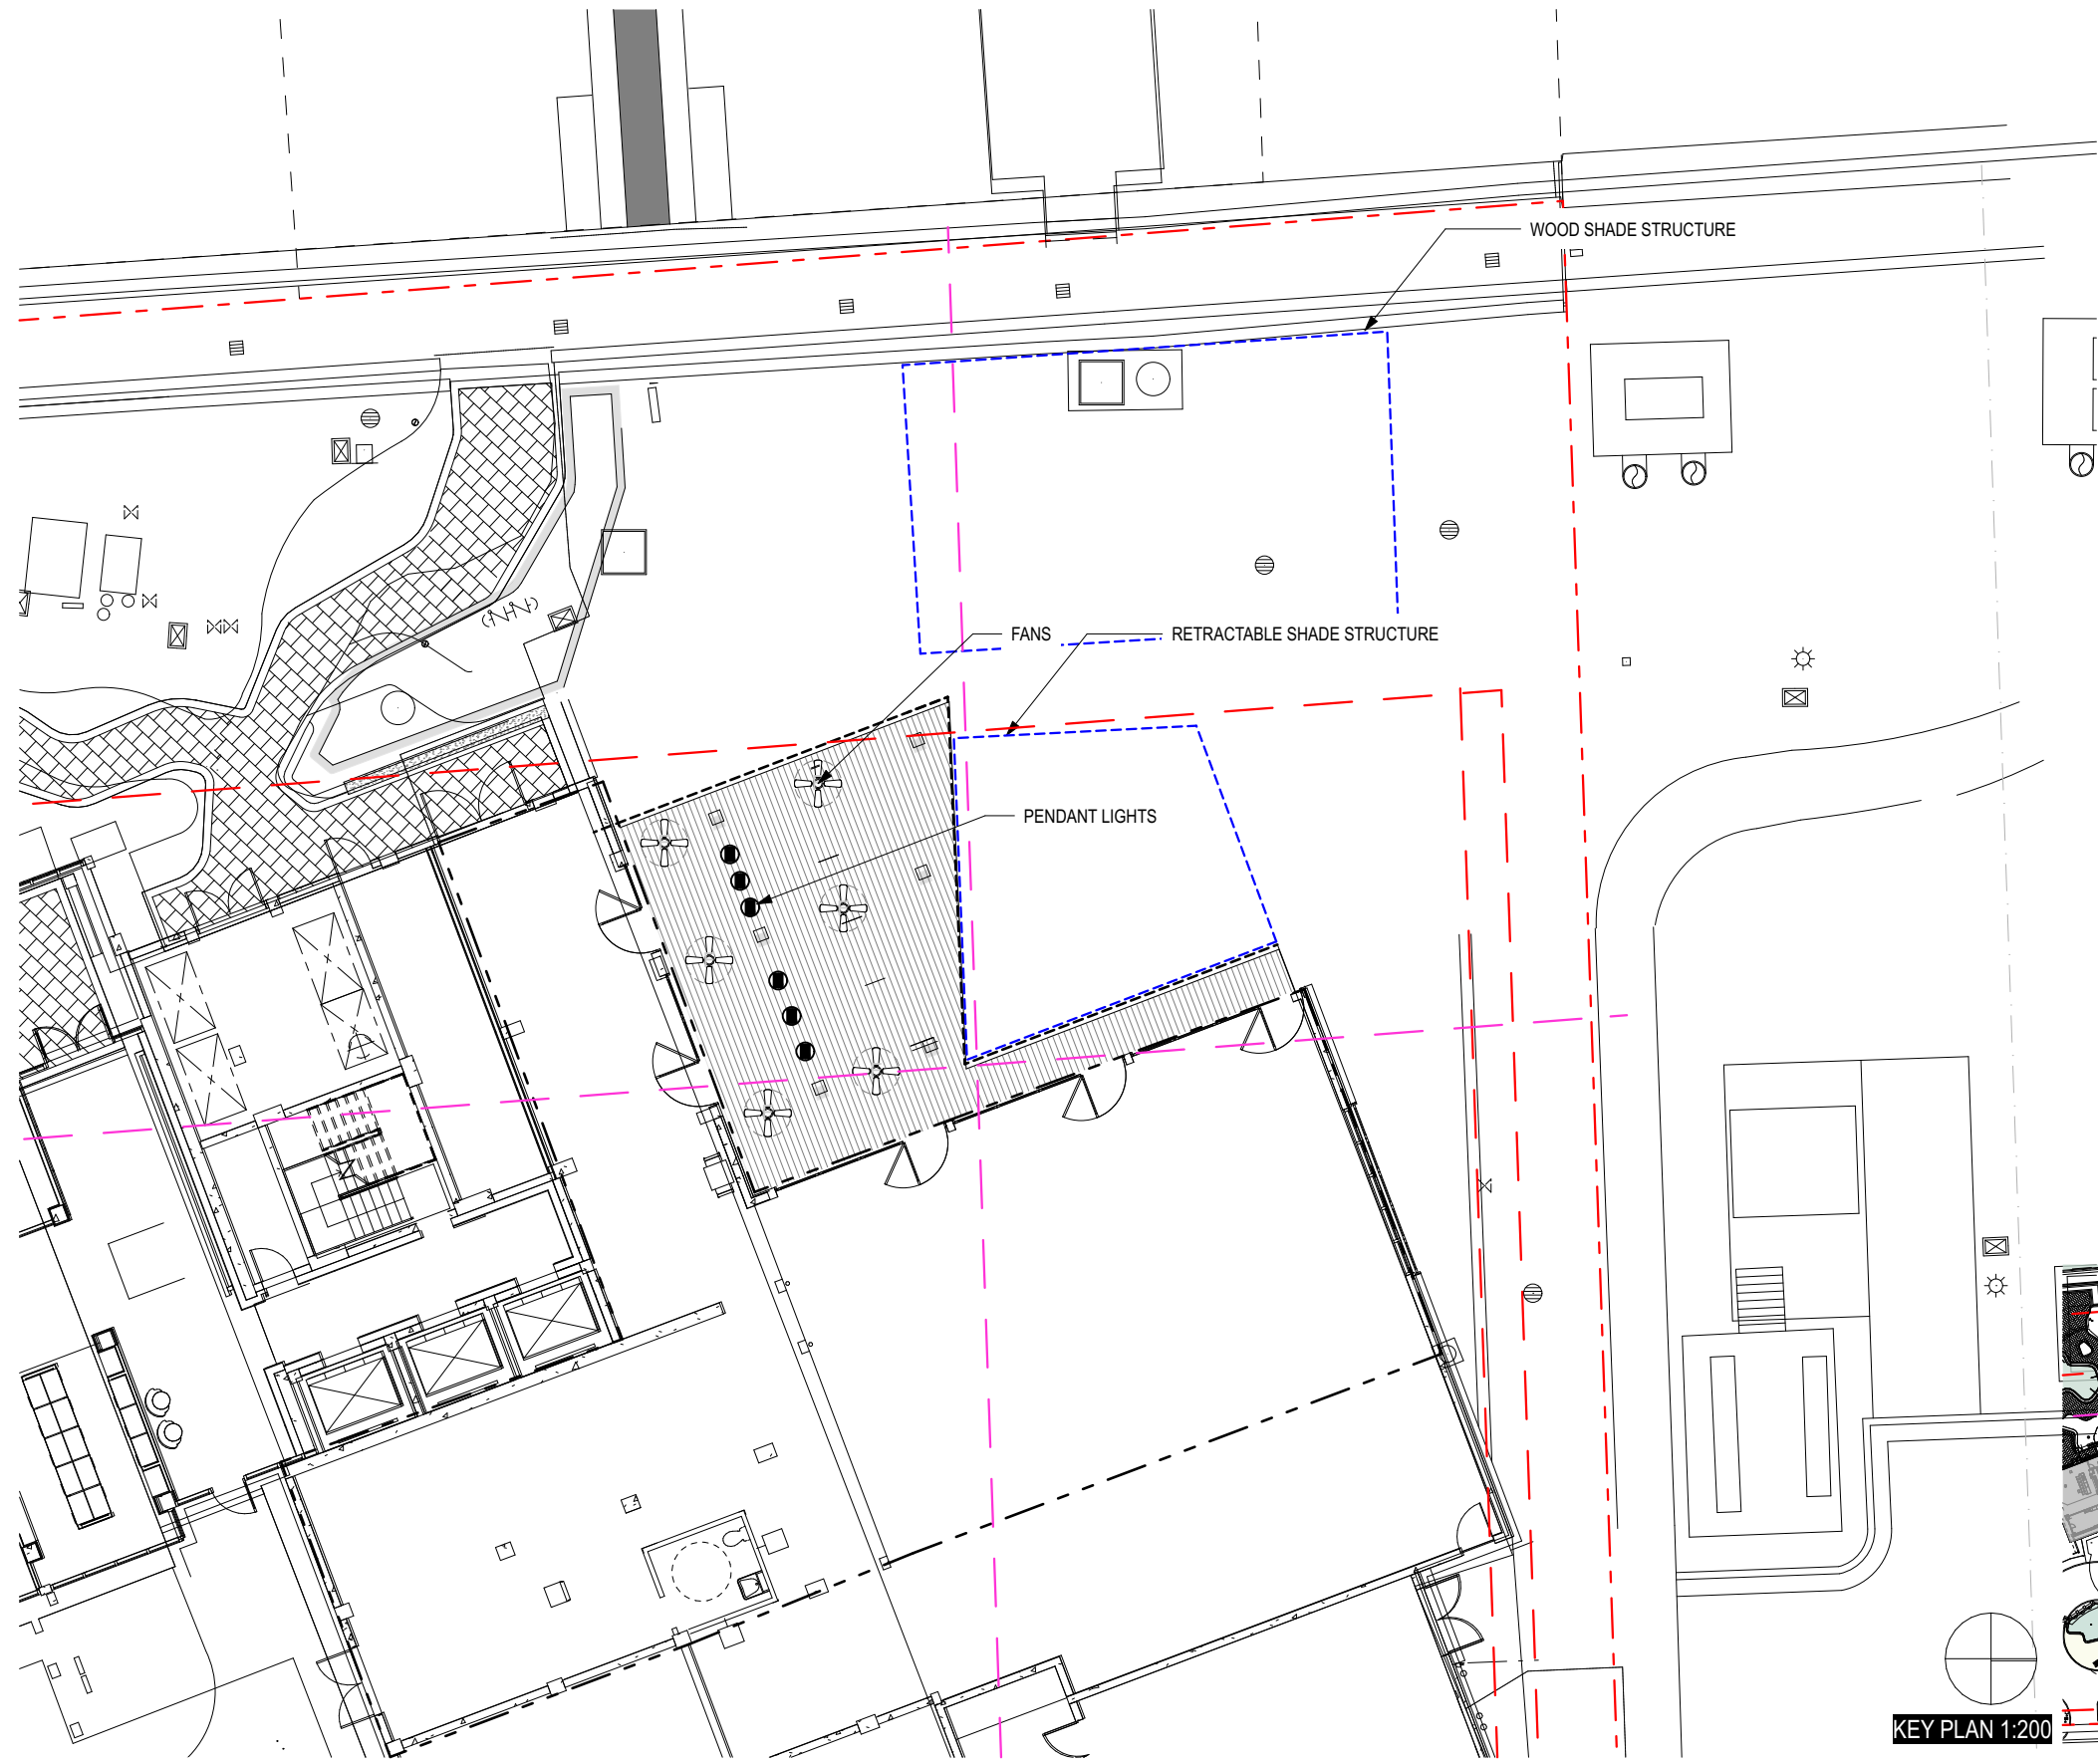 WOOD SHADE STRUCTURE
FANS
RETRACTABLE SHADE STRUCTURE
PENDANT LIGHTS
KEY PLAN 1:200